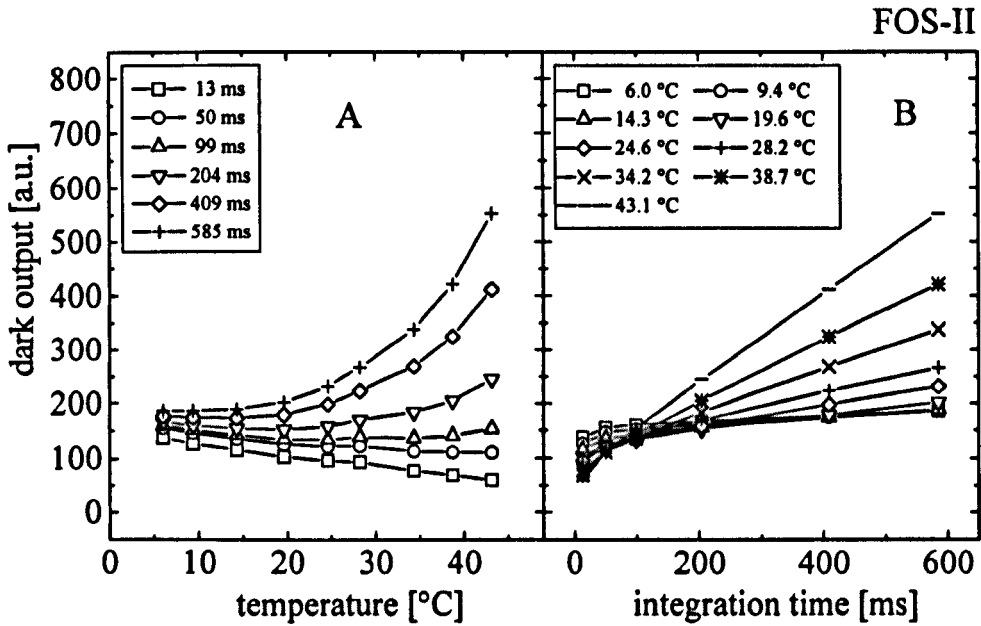 FOS-II
dark output [a.u.]
800
700
600
500
400
300
200
100
0
13 ms
50 ms
99 ms
204 ms
409 ms
585 ms
A
0 10 20 30 40
temperature [°C]
6.0 °C 9.4 °C
14.3 °C 19.6 °C
24.6 °C 28.2 °C
34.2 °C 38.7 °C
43.1 °C
B
0 200 400 600
integration time [ms]